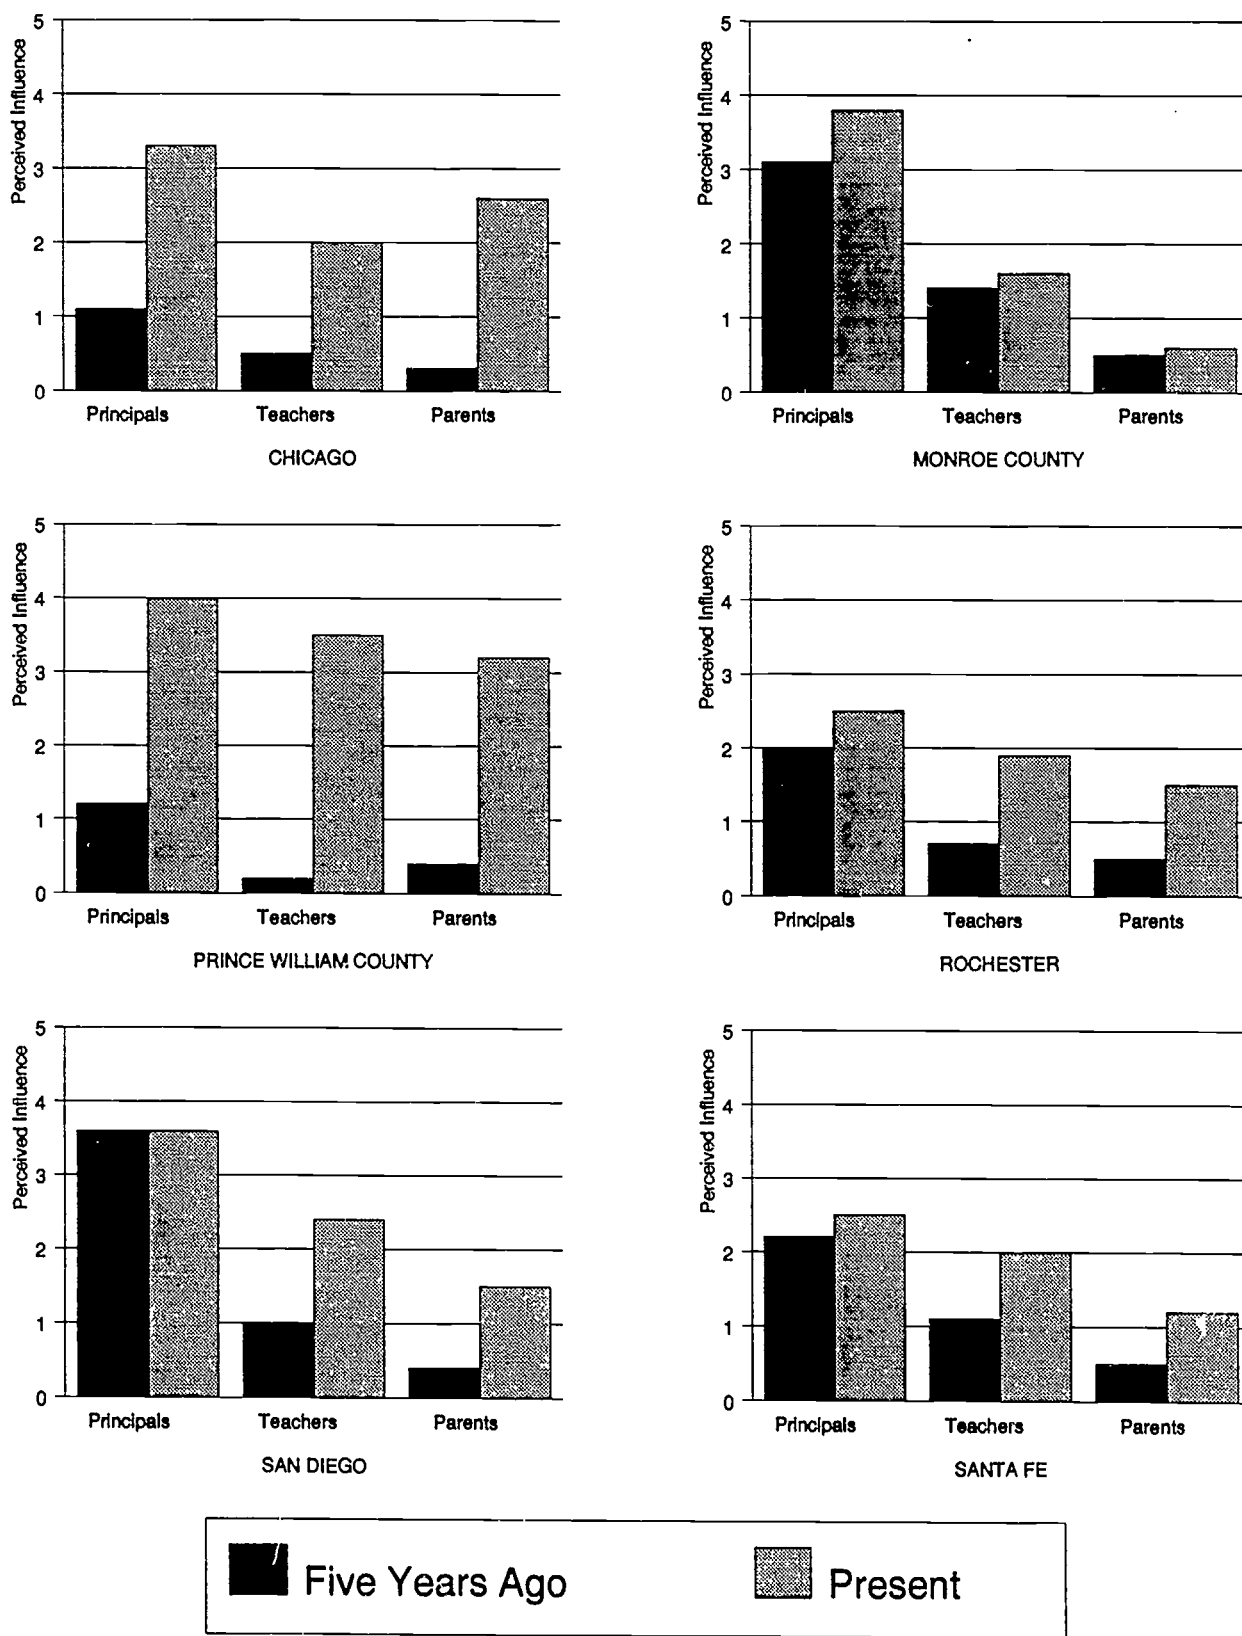 5
4
3
2
1
0
Perceived Influence
Principals Teachers Parents
CHICAGO
5
4
3
2
1
0
Perceived Influence
Principals Teachers Parents
MONROE COUNTY
5
4
3
2
1
0
Perceived Influence
Principals Teachers Parents
PRINCE WILLIAM COUNTY
5
4
3
2
1
0
Perceived Influence
Principals Teachers Parents
ROCHESTER
5
4
3
2
1
0
Perceived Influence
Principals Teachers Parents
SAN DIEGO
5
4
3
2
1
0
Perceived Influence
Principals Teachers Parents
SANTA FE
Five Years Ago Present